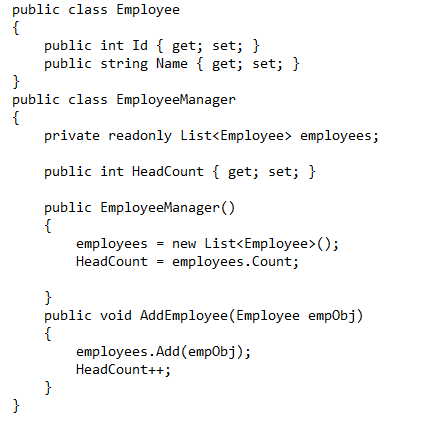 public class Employee
{
    public int Id { get; set; }
    public string Name { get; set; }
}
public class EmployeeManager
{
    private readonly List<Employee> employees;

    public int HeadCount { get; set; }

    public EmployeeManager()
    {
        employees = new List<Employee>();
        HeadCount = employees.Count;

    }
    public void AddEmployee(Employee empObj)
    {
        employees.Add(empObj);
        HeadCount++;
    }
}